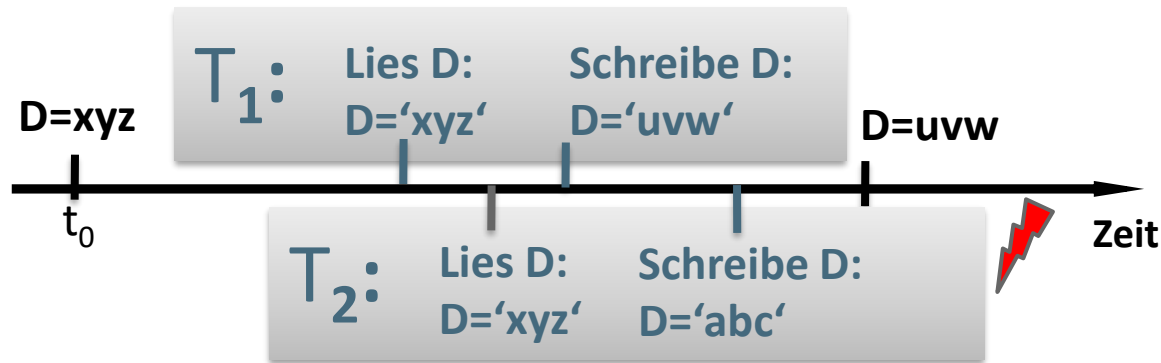 T1:
Lies D:
D=‘xyz‘
Schreibe D:
D=‘uvw‘
D=xyz
D=uvw
t0
Zeit
T2:
Lies D:
D=‘xyz‘
Schreibe D:
D=‘abc‘